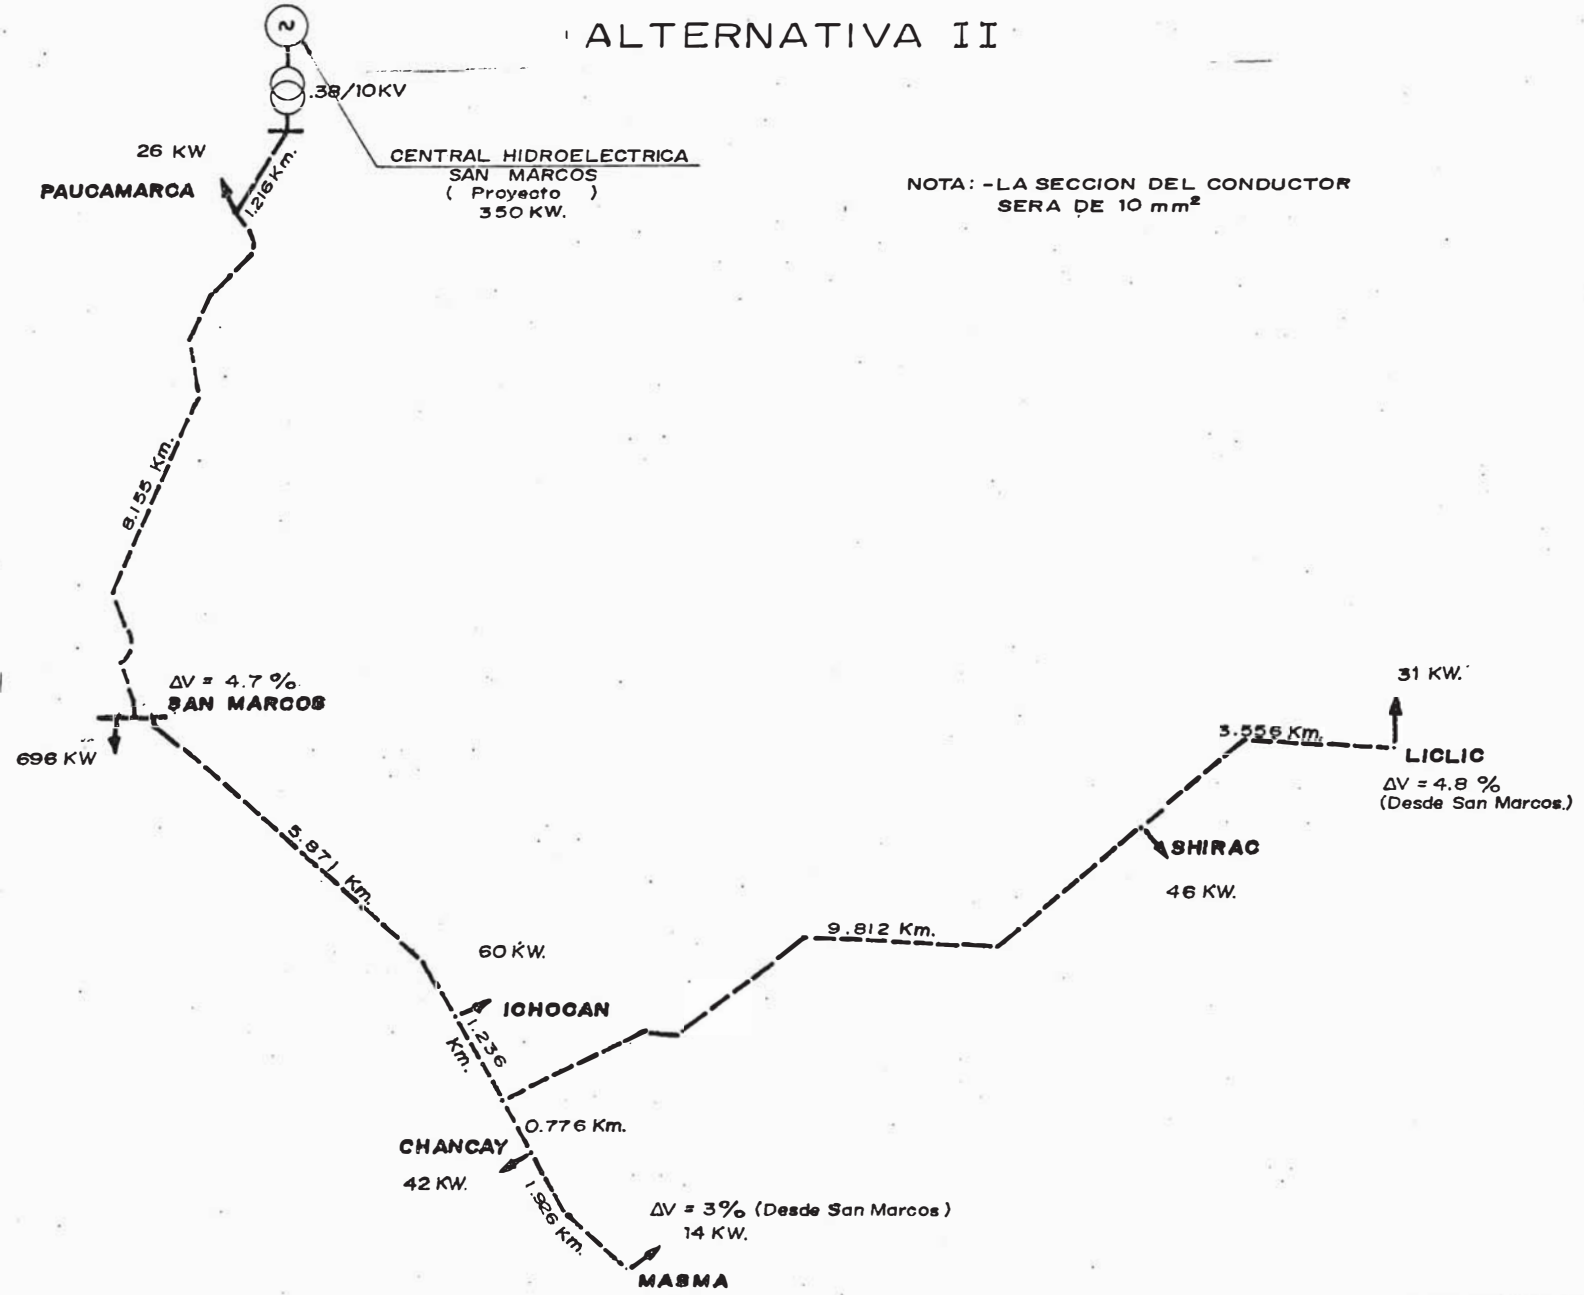 ALTERNATIVA II
.38/10KV
26 KW
PAUCAMARCA
1.216 Km.
CENTRAL HIDROELECTRICA
SAN MARCOS
( Proyecto )
350 KW.
NOTA: -LA SECCION DEL CONDUCTOR
SERA DE 10 mm²
8.155 Km.
ΔV = 4.7 %
SAN MARCOS
696 KW
5.871 Km.
31 KW.
3.556 Km.
LICLIC
ΔV = 4.8 %
(Desde San Marcos.)
SHIRAC
46 KW.
9.812 Km.
60 KW.
ICHOCAN
1.236
Km.
0.776 Km.
CHANCAY
42 KW.
1.926 Km.
ΔV = 3% (Desde San Marcos)
14 KW.
MASMA